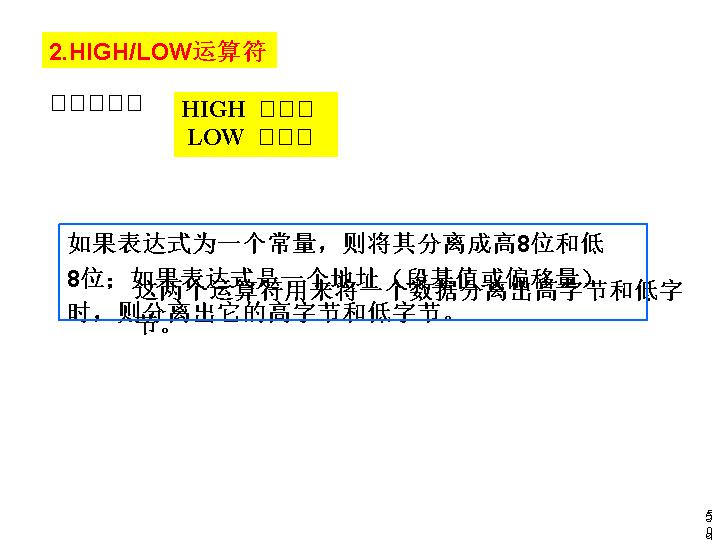 2. HIGH/LOW运算符
□□□□□
HIGH □□□
LOW □□□
如果表达式为一个常量，则将其分离成高8位和低
8位；如果表达式是一个地址（段基值或偏移量）
时，则分离出它的高字节和低字节。
这两个运算符用来将一个数据分离出高字节和低字
节。